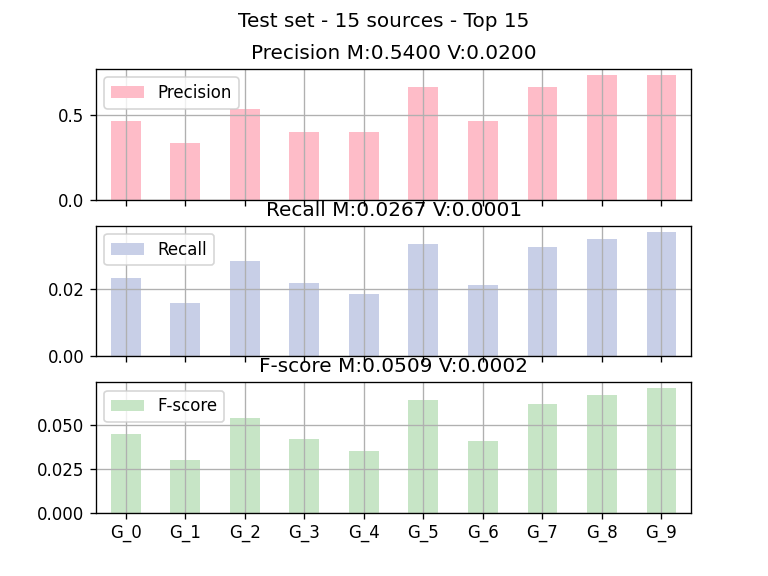 Test set - 15 sources - Top 15
Precision M:0.5400 V:0.0200
Precision
0.5
0.0
Recall M:0.0267 V:0.0001
Recall
0.02
0.00
F-score M:0.0509 V:0.0002
F-score
0.050
0.025
0.000
G_0 G_1 G_2 G_3 G_4 G_5 G_6 G_7 G_8 G_9